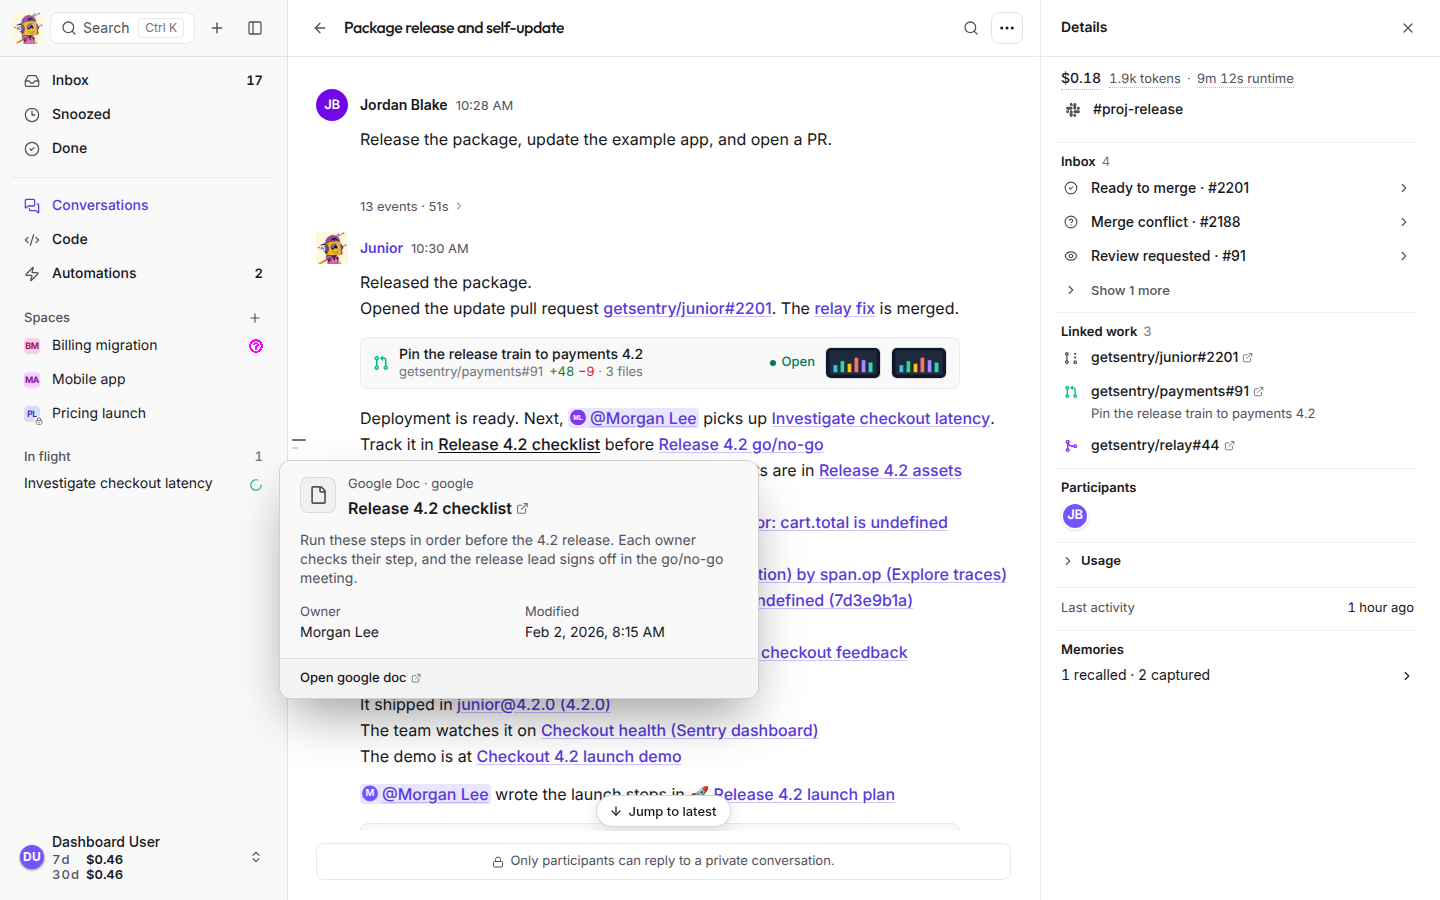 Search Ctrl K
Inbox 17
Snoozed
Done
Conversations
Code
Automations 2
Spaces
BM Billing migration
MA Mobile app
PL Pricing launch
In flight 1
Investigate checkout latency
DU Dashboard User
7d $0.46
30d $0.46
Package release and self-update
JB Jordan Blake 10:28 AM
Release the package, update the example app, and open a PR.
13 events · 51s
Junior 10:30 AM
Released the package.
Opened the update pull request getsentry/junior#2201. The relay fix is merged.
Pin the release train to payments 4.2
getsentry/payments#91 +48 −9 · 3 files
Open
Deployment is ready. Next, ML @Morgan Lee picks up Investigate checkout latency.
Track it in Release 4.2 checklist before Release 4.2 go/no-go
s are in Release 4.2 assets
or: cart.total is undefined
tion) by span.op (Explore traces)
ndefined (7d3e9b1a)
checkout feedback
Google Doc · google
Release 4.2 checklist
Run these steps in order before the 4.2 release. Each owner
checks their step, and the release lead signs off in the go/no-go
meeting.
Owner Modified
Morgan Lee Feb 2, 2026, 8:15 AM
Open google doc
It shipped in junior@4.2.0 (4.2.0)
The team watches it on Checkout health (Sentry dashboard)
The demo is at Checkout 4.2 launch demo
M @Morgan Lee wrote the launch steps in 🚀 Release 4.2 launch plan
Jump to latest
Only participants can reply to a private conversation.
Details
$0.18 1.9k tokens · 9m 12s runtime
#proj-release
Inbox 4
Ready to merge · #2201
Merge conflict · #2188
Review requested · #91
Show 1 more
Linked work 3
getsentry/junior#2201
getsentry/payments#91
Pin the release train to payments 4.2
getsentry/relay#44
Participants
JB
Usage
Last activity 1 hour ago
Memories
1 recalled · 2 captured